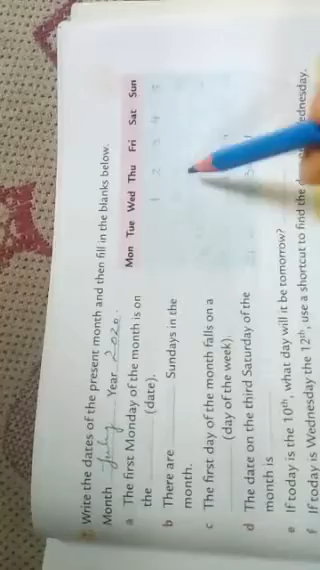 Write the dates of the present month and then fill in the blanks below.
Month July Year 2020.
Mon Tue Wed Thu Fri Sat Sun
1 2 3 4 5
a The first Monday of the month is on
the (date).
b There are Sundays in the
month.
c The first day of the month falls on a
(day of the week).
d The date on the third Saturday of the
month is
e If today is the 10th, what day will it be tomorrow?
f If today is Wednesday the 12th, use a shortcut to find the